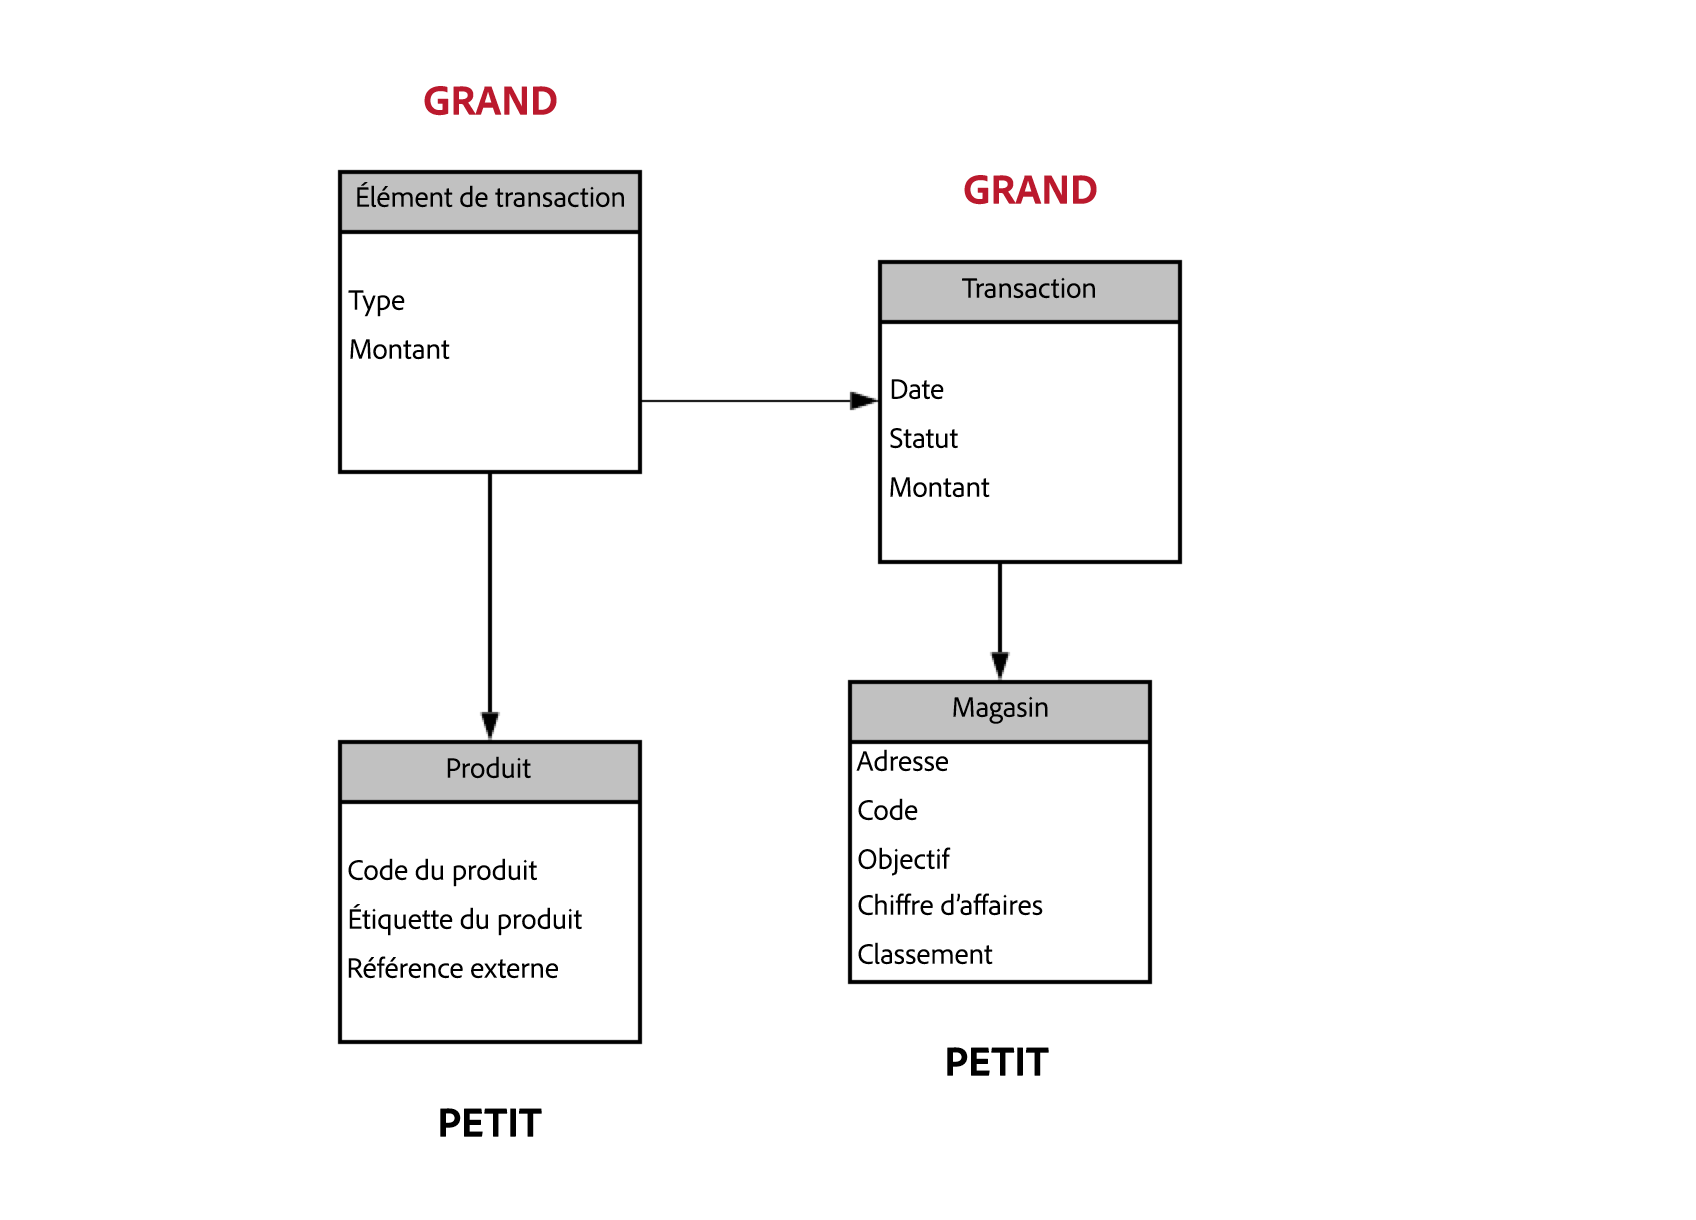 GRAND
Élément de transaction
Type
Montant
GRAND
Transaction
Date
Statut
Montant
Produit
Code du produit
Étiquette du produit
Référence externe
PETIT
Magasin
Adresse
Code
Objectif
Chiffre d’affaires
Classement
PETIT